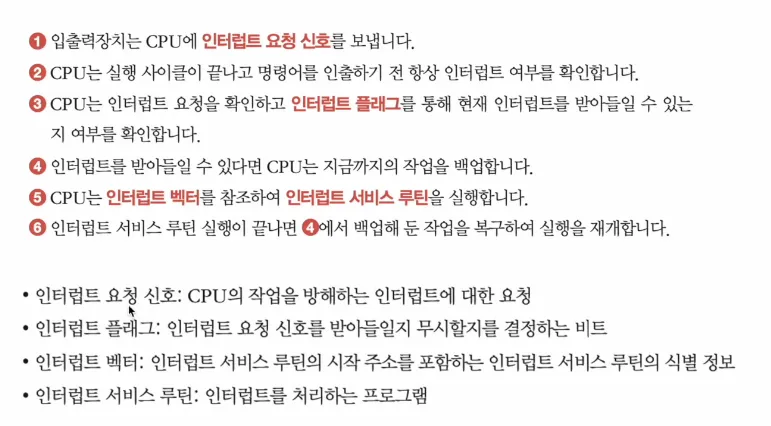 ❶ 입출력장치는 CPU에 인터럽트 요청 신호를 보냅니다.
❷ CPU는 실행 사이클이 끝나고 명령어를 인출하기 전 항상 인터럽트 여부를 확인합니다.
❸ CPU는 인터럽트 요청을 확인하고 인터럽트 플래그를 통해 현재 인터럽트를 받아들일 수 있는
지 여부를 확인합니다.
❹ 인터럽트를 받아들일 수 있다면 CPU는 지금까지의 작업을 백업합니다.
❺ CPU는 인터럽트 벡터를 참조하여 인터럽트 서비스 루틴을 실행합니다.
❻ 인터럽트 서비스 루틴 실행이 끝나면 ❹에서 백업해 둔 작업을 복구하여 실행을 재개합니다.
• 인터럽트 요청 신호: CPU의 작업을 방해하는 인터럽트에 대한 요청
• 인터럽트 플래그: 인터럽트 요청 신호를 받아들일지 무시할지를 결정하는 비트
• 인터럽트 벡터: 인터럽트 서비스 루틴의 시작 주소를 포함하는 인터럽트 서비스 루틴의 식별 정보
• 인터럽트 서비스 루틴: 인터럽트를 처리하는 프로그램